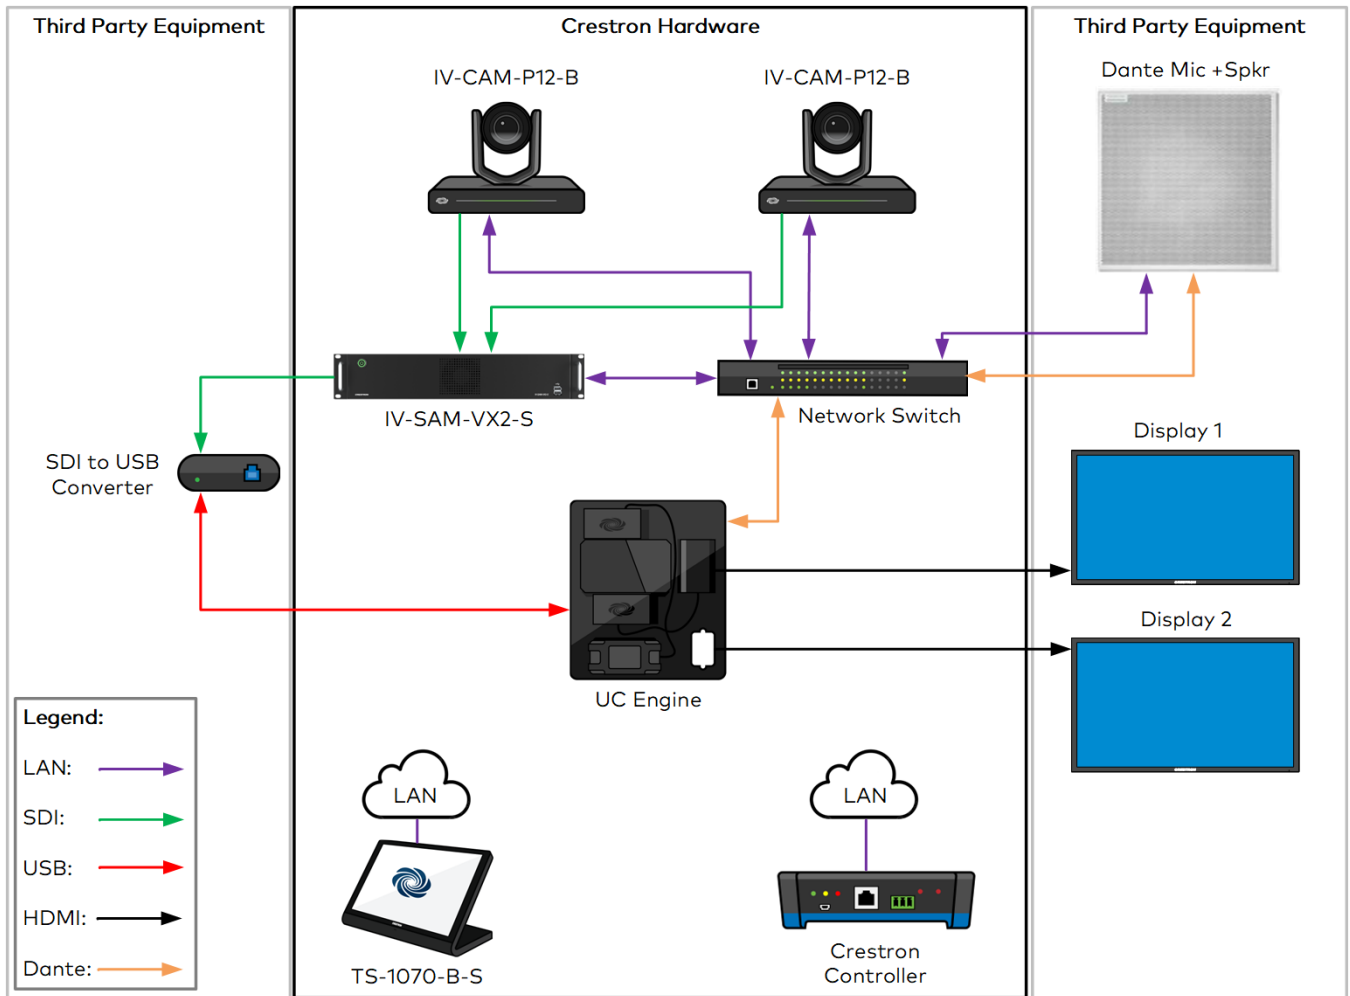 Third Party Equipment
Crestron Hardware
Third Party Equipment
IV-CAM-P12-B
IV-CAM-P12-B
Dante Mic +Spkr
IV-SAM-VX2-S
Network Switch
SDI to USB
Converter
Display 1
Display 2
UC Engine
Legend:
LAN:
SDI:
USB:
HDMI:
Dante:
LAN
TS-1070-B-S
LAN
Crestron
Controller